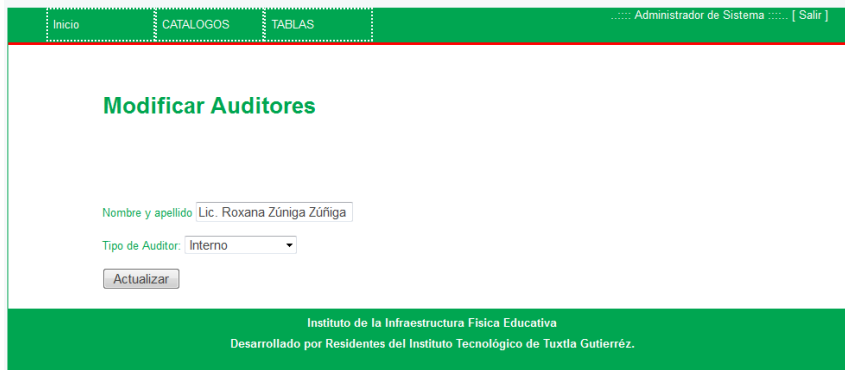 Inicio CATALOGOS TABLAS ..:::: Administrador de Sistema ::::.. [ Salir ]
Modificar Auditores
Nombre y apellido Lic. Roxana Zúniga Zúñiga
Tipo de Auditor: Interno
Actualizar
Instituto de la Infraestructura Fisica Educativa
Desarrollado por Residentes del Instituto Tecnológico de Tuxtla Gutierréz.